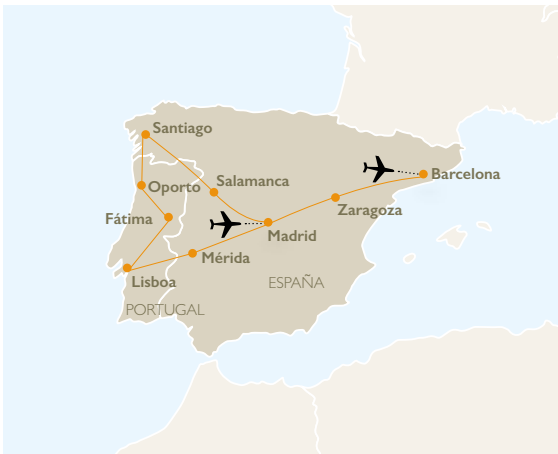 Santiago
Barcelona
Salamanca
Oporto
Zaragoza
Fátima
Madrid
Mérida
Lisboa
ESPAÑA
PORTUGAL